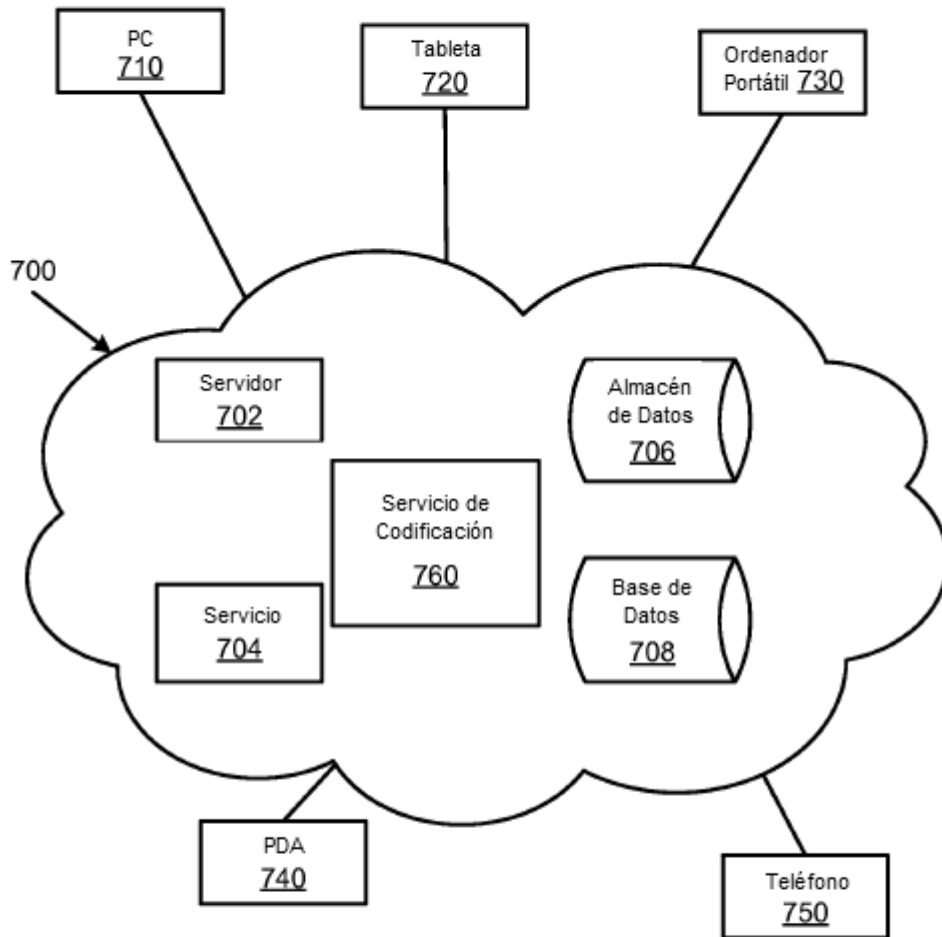 PC
710
Tableta
720
Ordenador
Portátil 730
700
Servidor
702
Almacén
de Datos
706
Servicio de
Codificación
760
Servicio
704
Base de
Datos
708
PDA
740
Teléfono
750